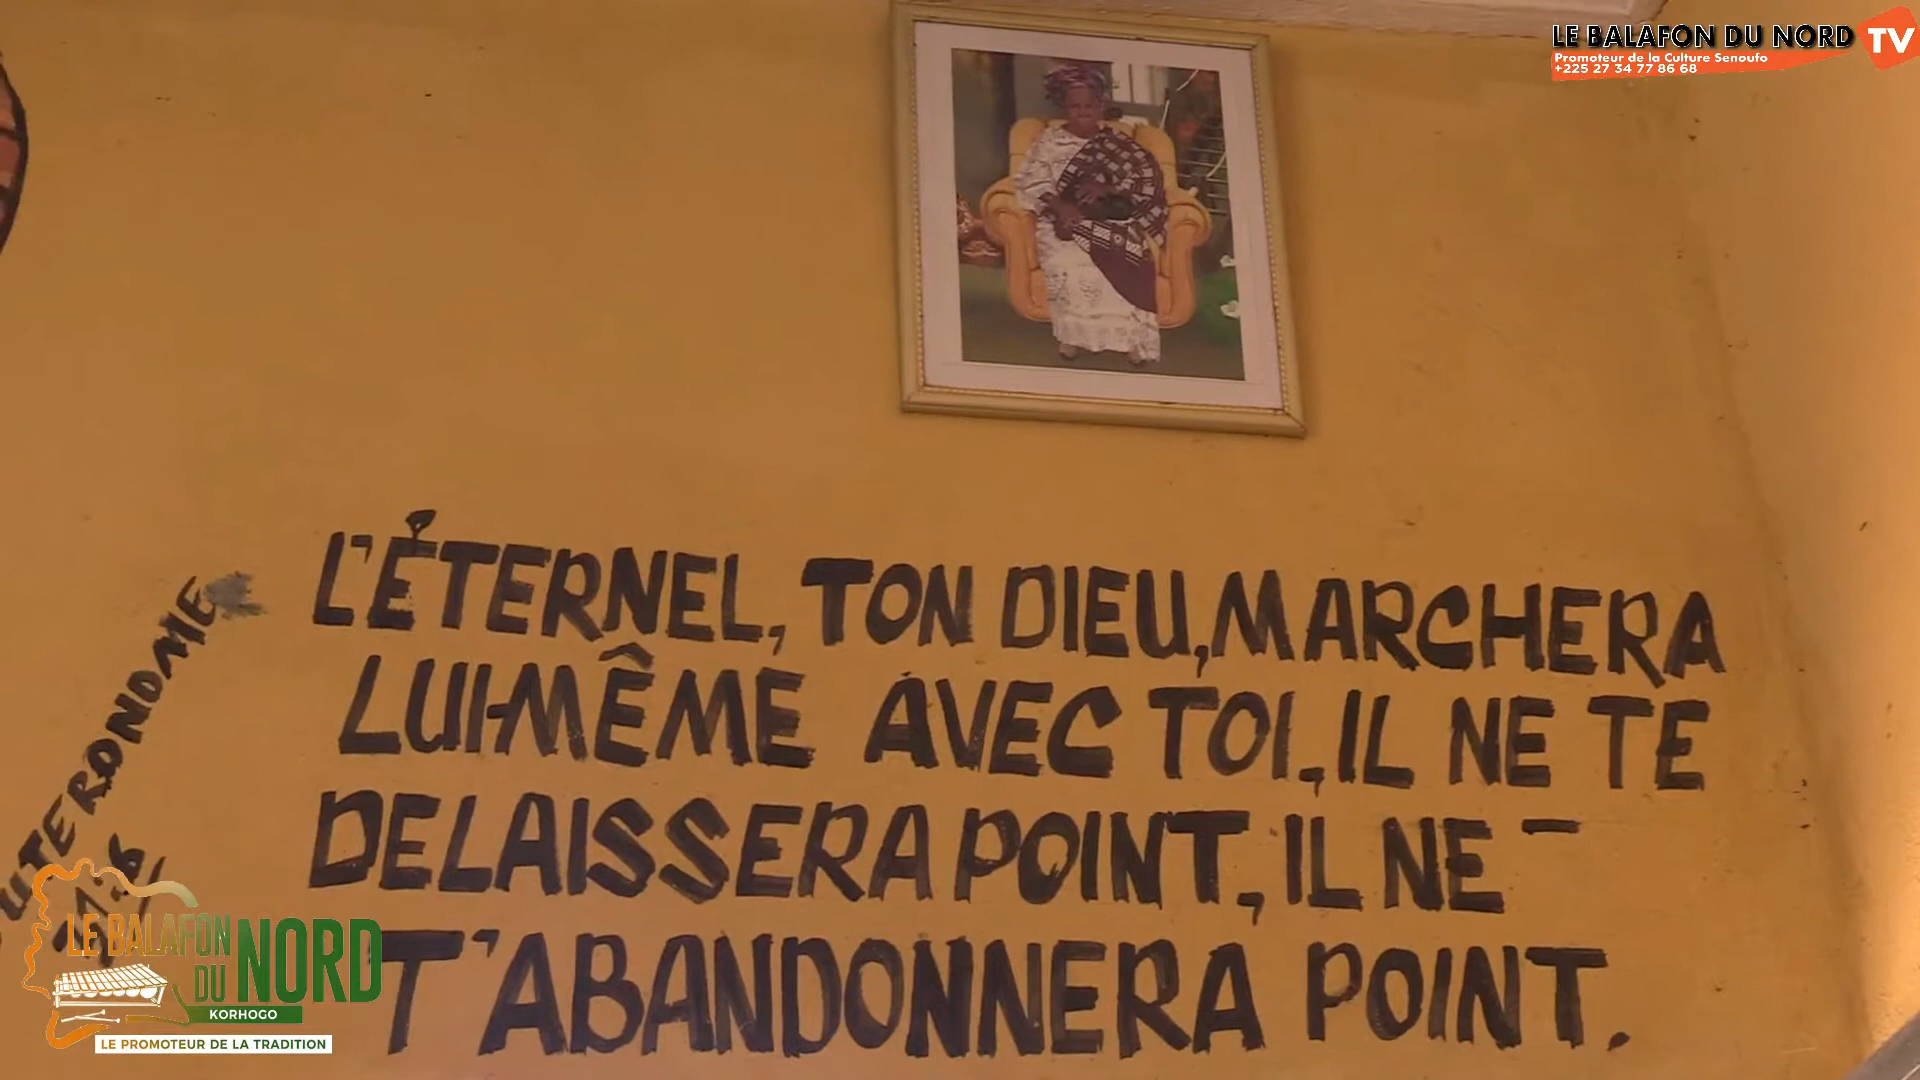 LE BALAFON DU NORD TV
Promoteur de la Culture Senoufo
+225 27 34 77 86 68
L'ÉTERNEL, TON DIEU, MARCHERA
LUI-MÊME AVEC TOI, IL NE TE
DELAISSERA POINT, IL NE
T'ABANDONNERA POINT.
UTERONOME
LE BALAFON
DU NORD
KORHOGO
LE PROMOTEUR DE LA TRADITION